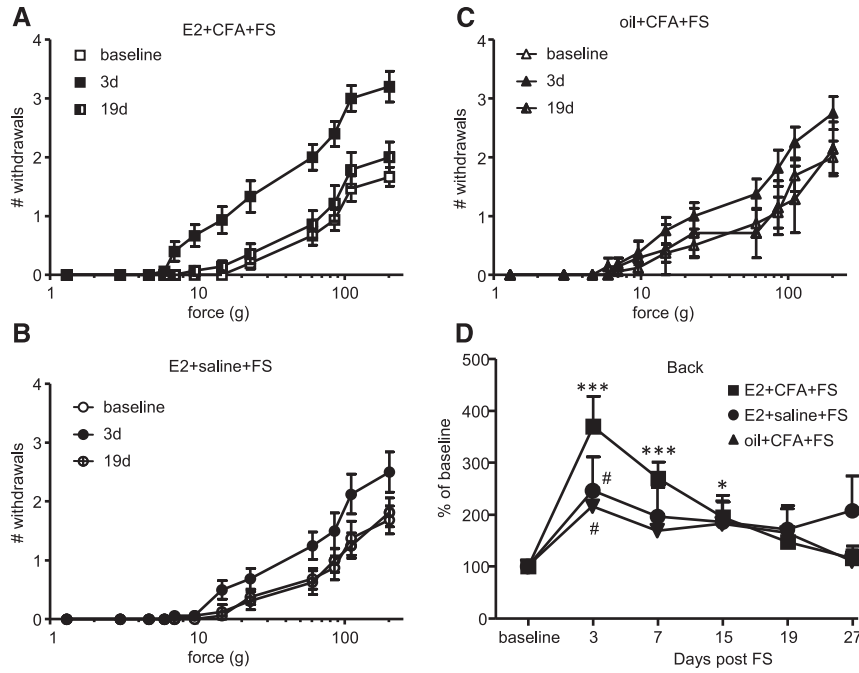 A
E2+CFA+FS
4
3
2
1
0
# withdrawals
baseline
3d
19d
1
10
100
force (g)
B
E2+saline+FS
4
3
2
1
0
# withdrawals
baseline
3d
19d
1
10
100
force (g)
C
oil+CFA+FS
4
3
2
1
0
# withdrawals
baseline
3d
19d
1
10
100
force (g)
D
Back
500
400
300
200
100
0
% of baseline
***
***
*
#
#
E2+CFA+FS
E2+saline+FS
oil+CFA+FS
baseline
3
7
15
19
27
Days post FS